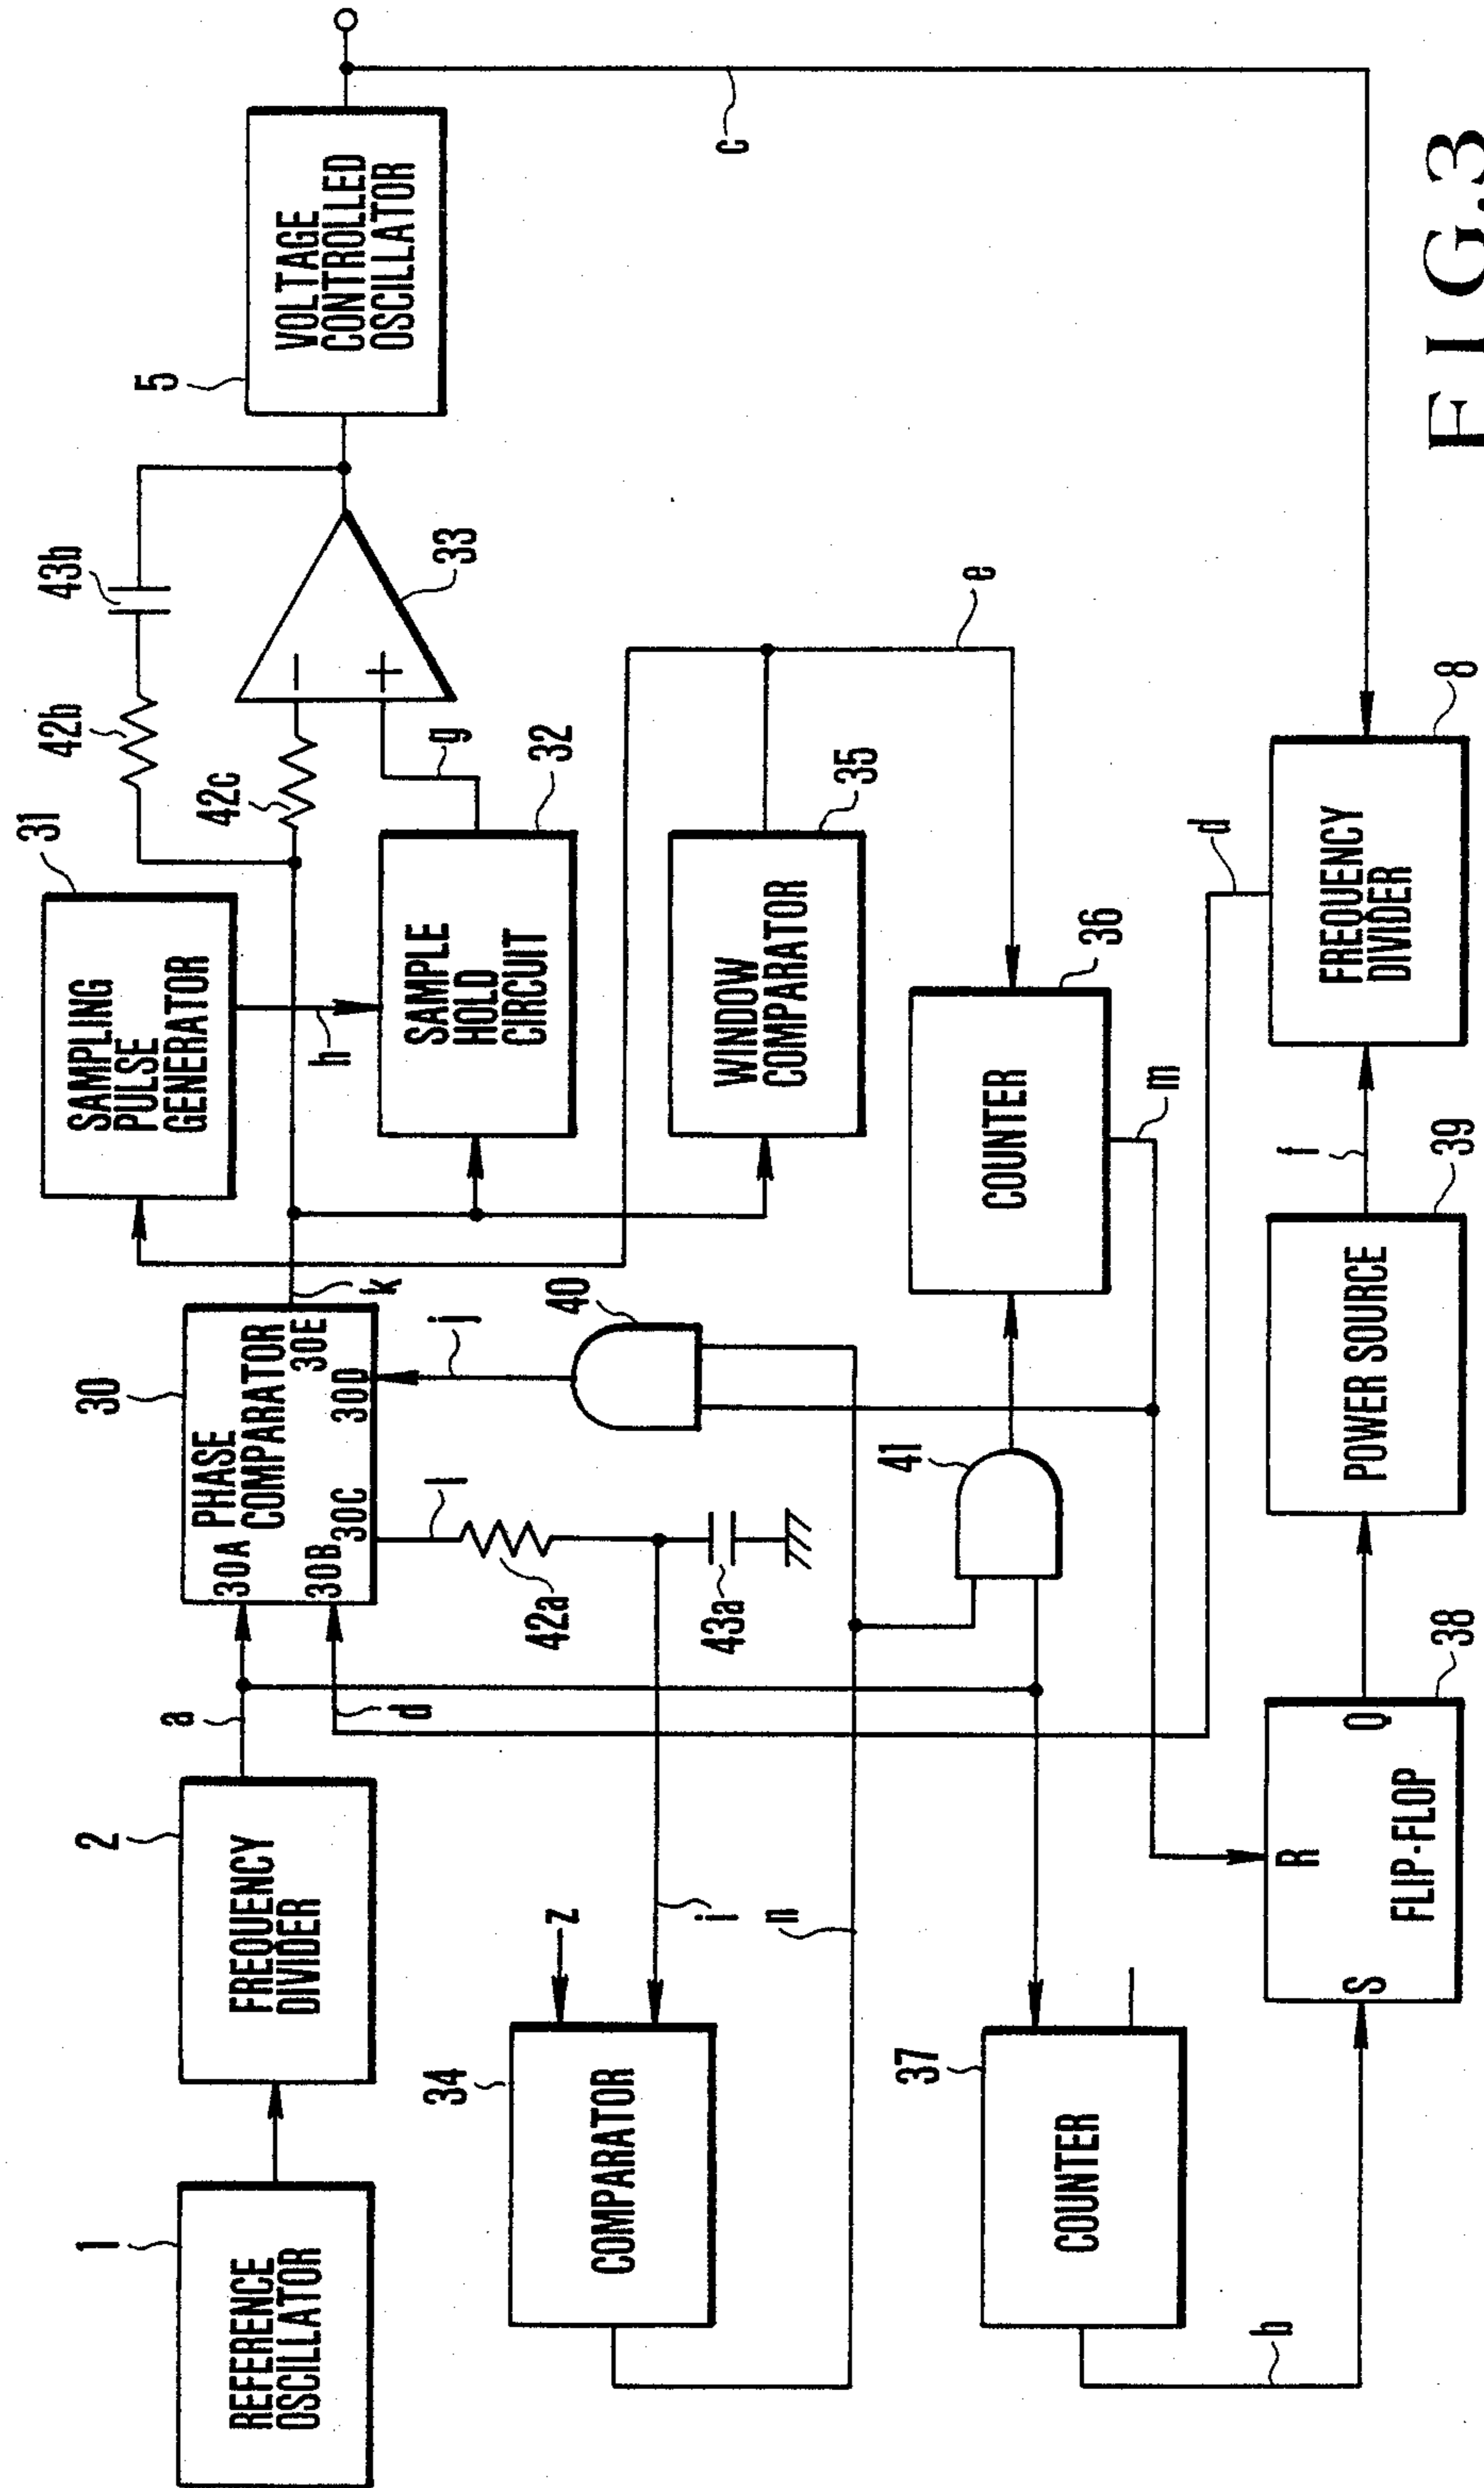 1
REFERENCE
OSCILLATOR
2
FREQUENCY
DIVIDER
a
30
PHASE
COMPARATOR
30A
30B
30C
30D
30E
k
31
SAMPLING
PULSE
GENERATOR
h
42b
43b
42c
33
−
+
g
5
VOLTAGE
CONTROLLED
OSCILLATOR
c
32
SAMPLE
HOLD
CIRCUIT
35
WINDOW
COMPARATOR
e
d
l
42a
43a
j
40
34
COMPARATOR
z
i
n
41
36
COUNTER
m
37
COUNTER
b
38
S
R
Q
FLIP-FLOP
39
POWER SOURCE
f
8
FREQUENCY
DIVIDER
d
FIG.3